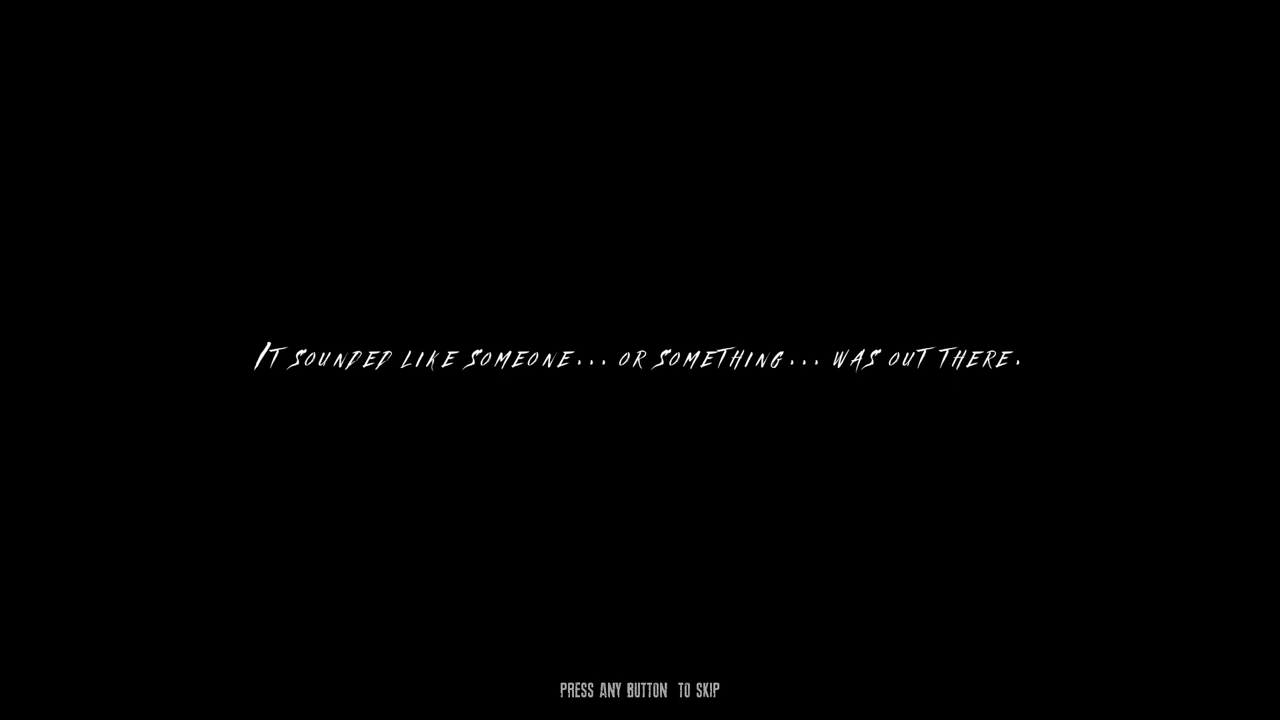 It sounded like someone... or something... was out there.
PRESS ANY BUTTON TO SKIP